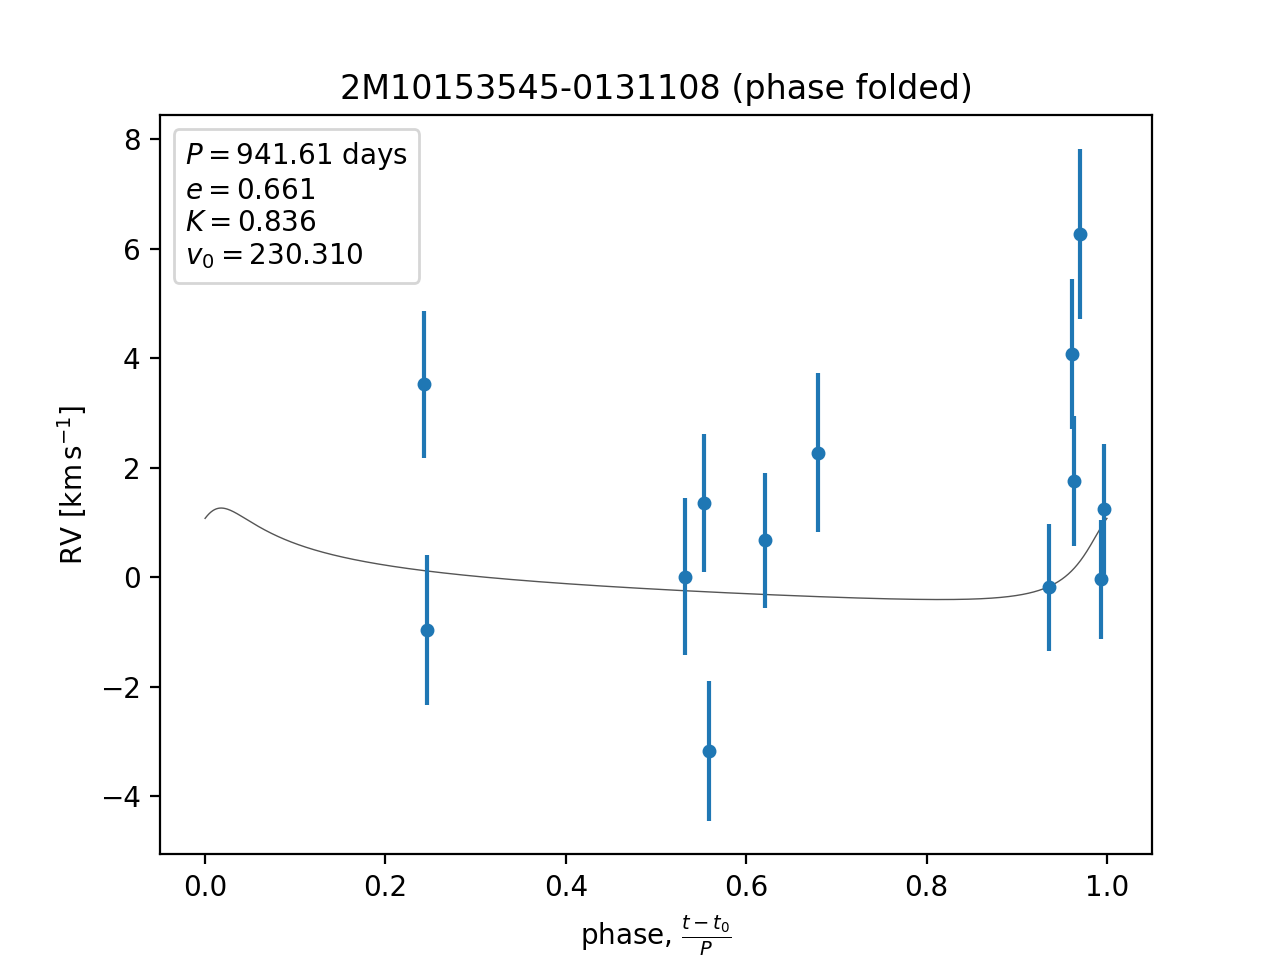 2M10153545-0131108 (phase folded)
P = 941.61 days
e = 0.661
K = 0.836
v₀ = 230.310
8
6
4
2
0
−2
−4
RV [km s⁻¹]
0.0 0.2 0.4 0.6 0.8 1.0
phase, (t − t₀)/P